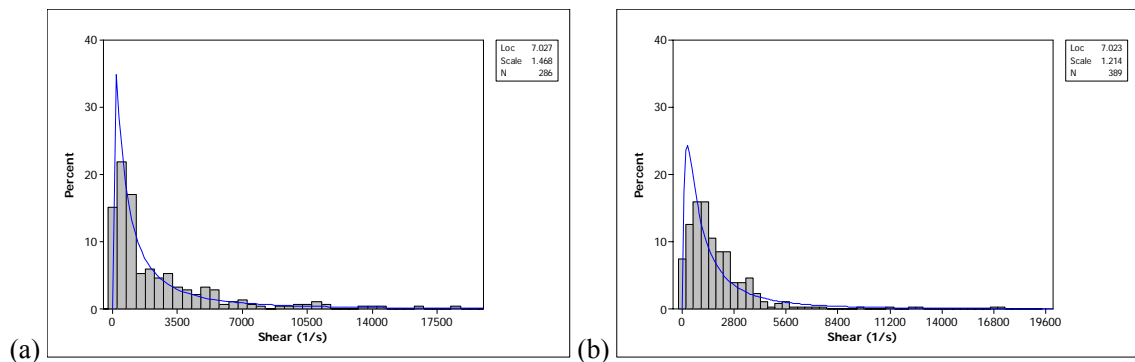 40
30
20
10
0
Percent
0 3500 7000 10500 14000 17500
Shear (1/s)
Loc 7.027
Scale 1.468
N 286
(a)
40
30
20
10
0
Percent
0 2800 5600 8400 11200 14000 16800 19600
Shear (1/s)
Loc 7.023
Scale 1.214
N 389
(b)